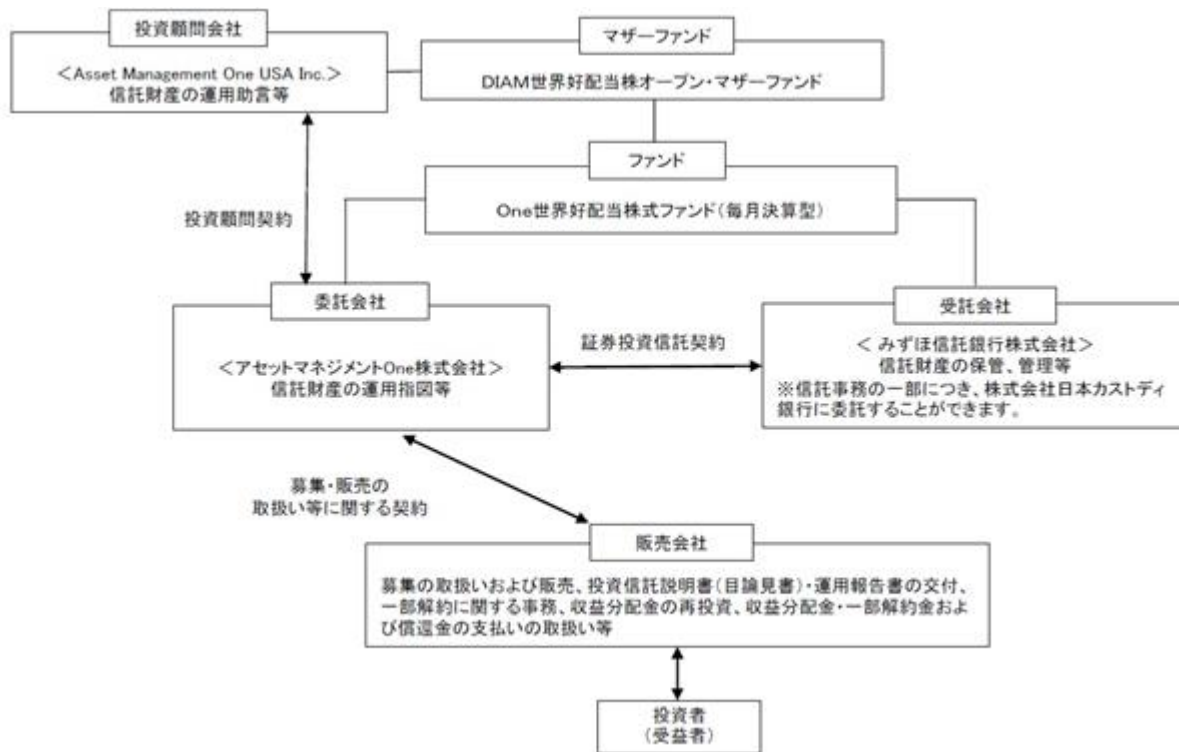 投資顧問会社
<Asset Management One USA Inc.>
信託財産の運用助言等
マザーファンド
DIAM世界好配当株オープン・マザーファンド
ファンド
One世界好配当株式ファンド(毎月決算型)
投資顧問契約
委託会社
<アセットマネジメントOne株式会社>
信託財産の運用指図等
証券投資信託契約
受託会社
< みずほ信託銀行株式会社>
信託財産の保管、管理等
※信託事務の一部につき、株式会社日本カストディ
銀行に委託することができます。
募集・販売の
取扱い等に関する契約
販売会社
募集の取扱いおよび販売、投資信託説明書(目論見書)・運用報告書の交付、
一部解約に関する事務、収益分配金の再投資、収益分配金・一部解約金およ
び償還金の支払いの取扱い等
投資者
(受益者)